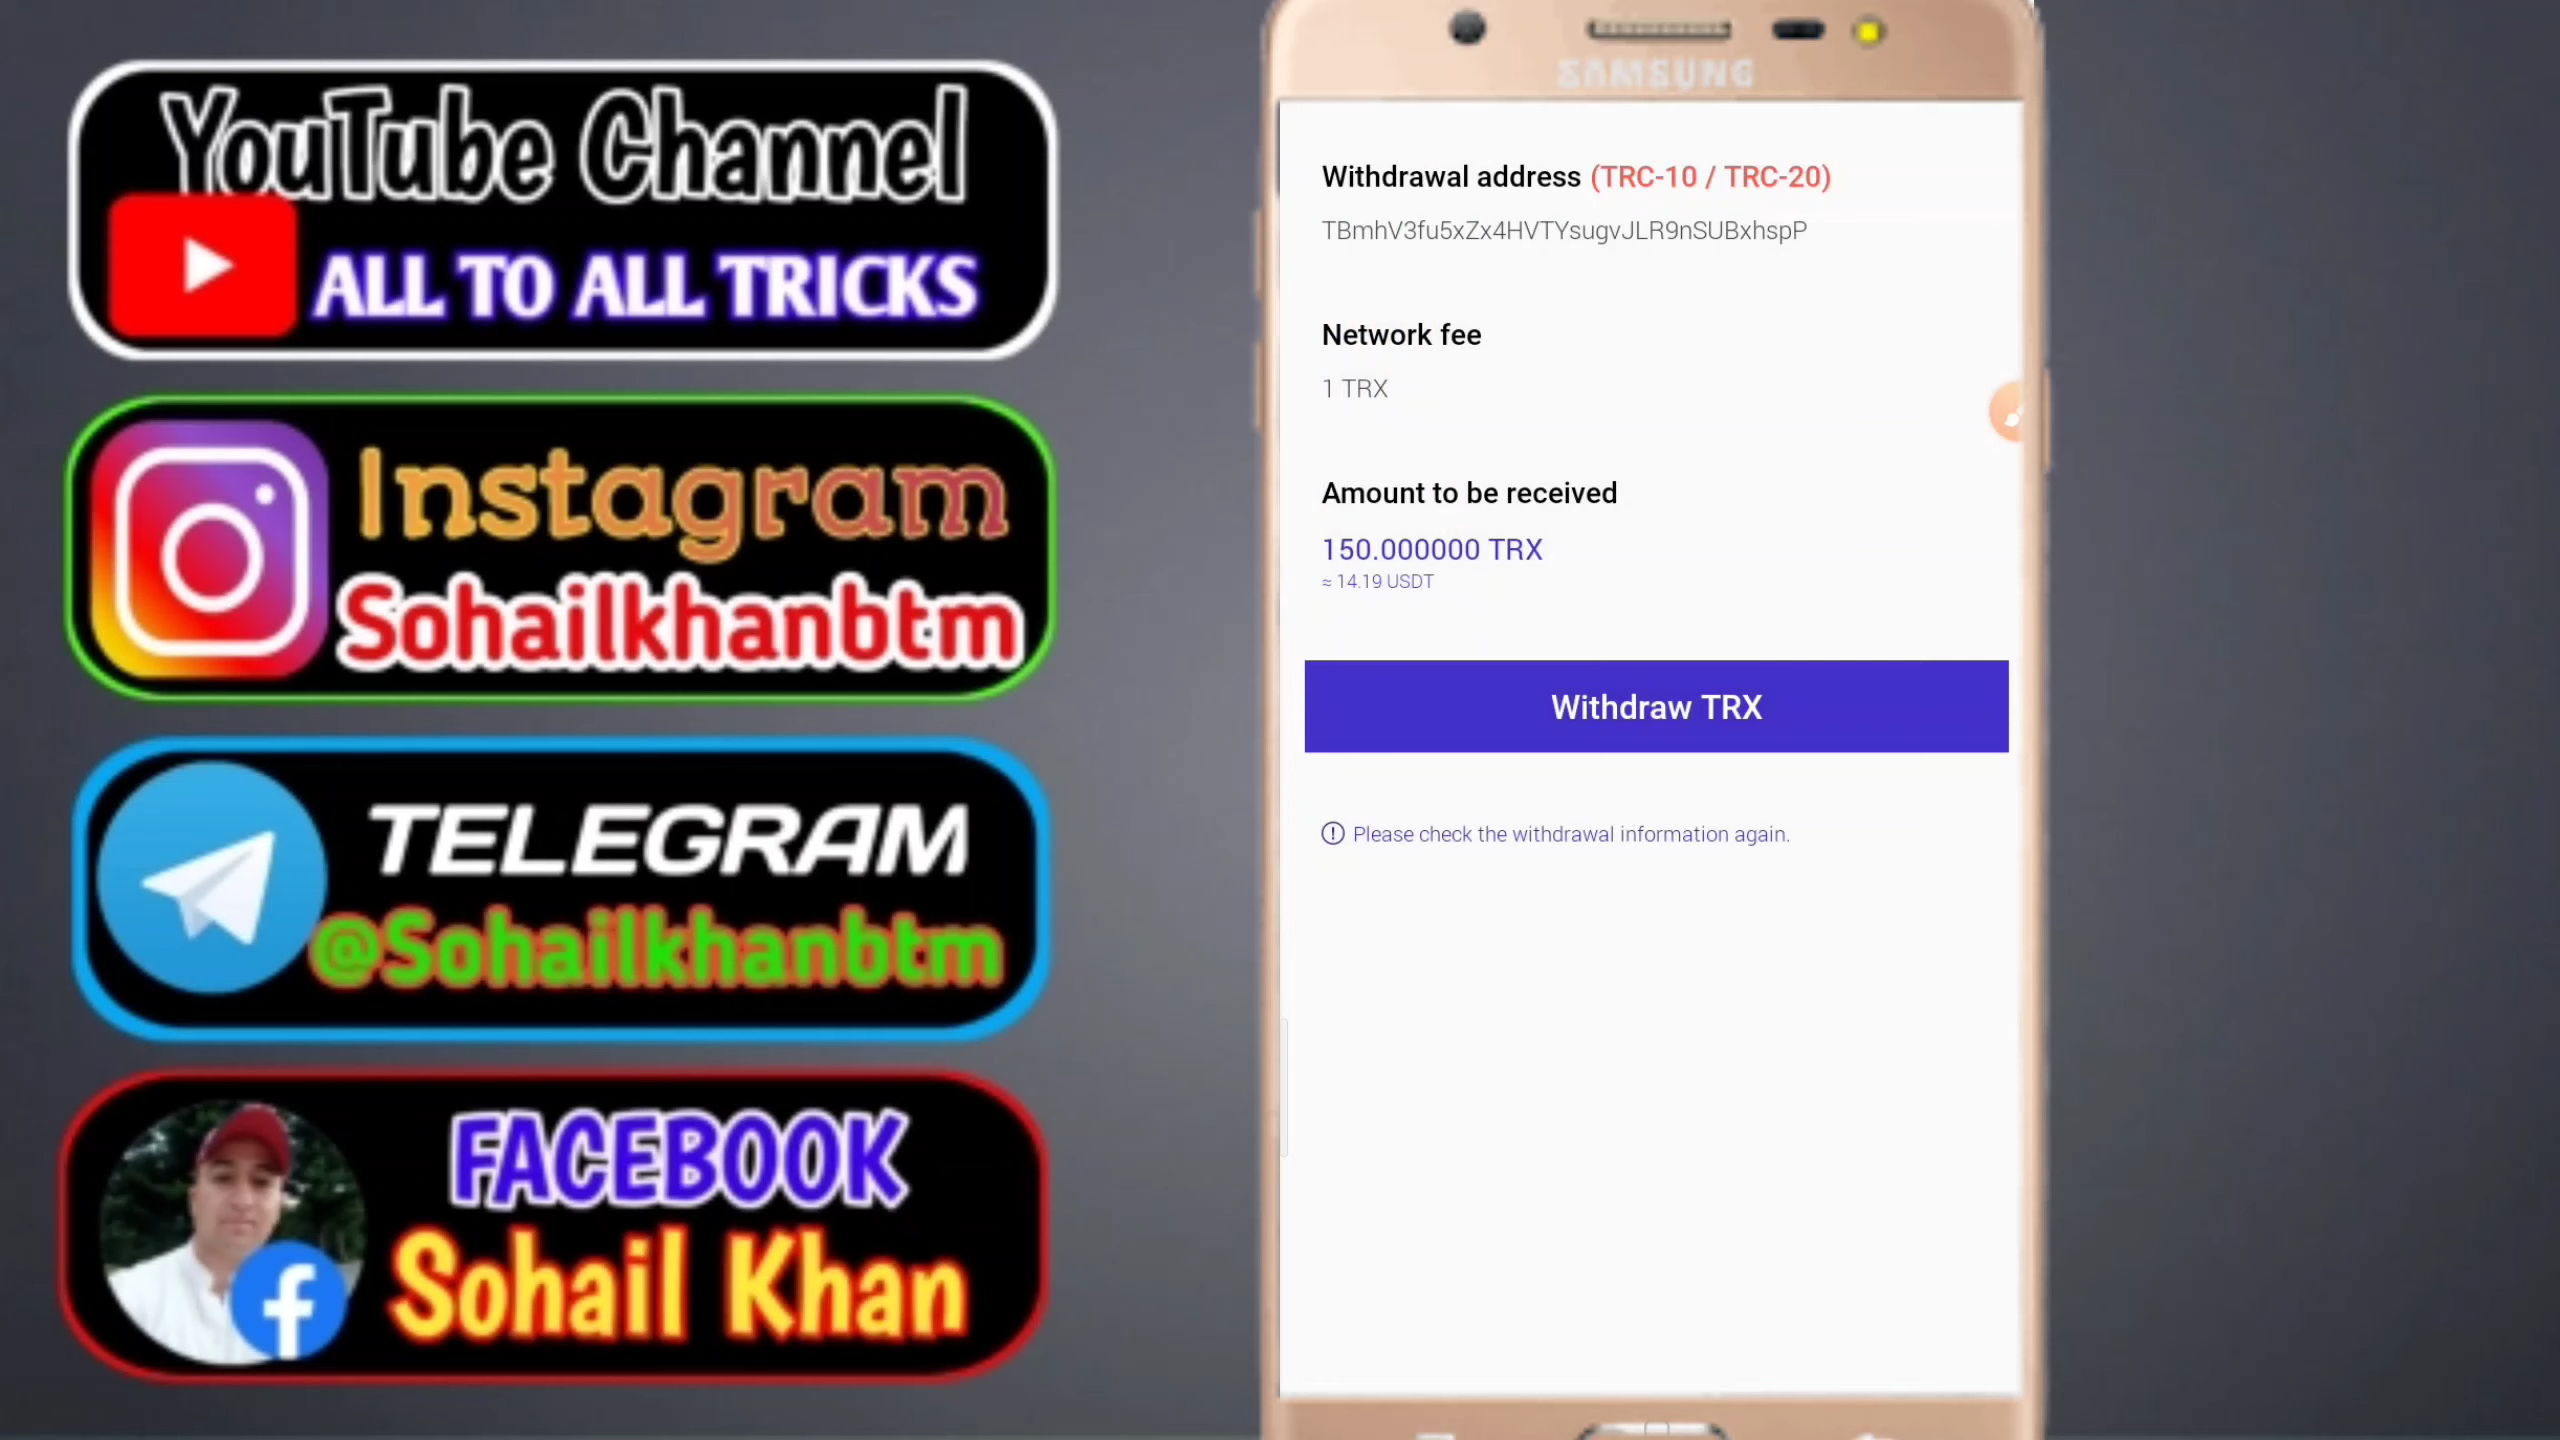 YouTube Channel
ALL TO ALL TRICKS
Instagram
Sohailkhanbtm
TELEGRAM
@Sohailkhanbtm
FACEBOOK
Sohail Khan
SAMSUNG
Withdrawal address (TRC-10 / TRC-20)
TBmhV3fu5xZx4HVTYsugvJLR9nSUBxhspP
Network fee
1 TRX
Amount to be received
150.000000 TRX
≈ 14.19 USDT
Withdraw TRX
Please check the withdrawal information again.